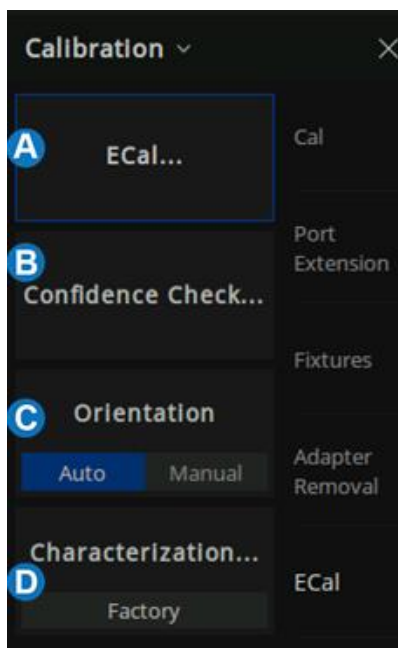 Calibration
A
ECal...
Cal
B
Confidence Check...
Port
Extension
Fixtures
C
Orientation
Auto Manual
Adapter
Removal
Characterization...
D
Factory
ECal